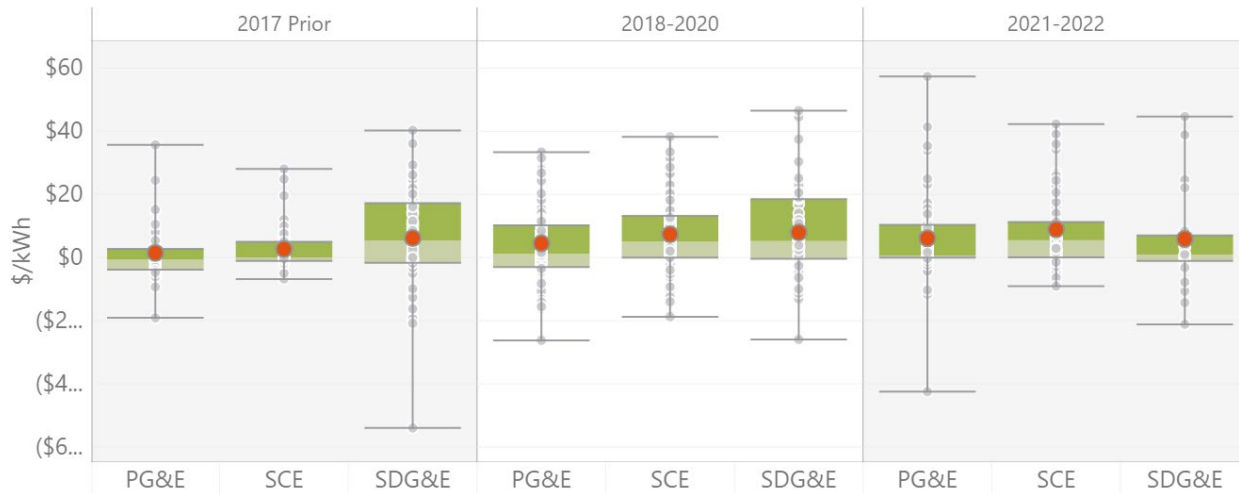 2017 Prior 2018-2020 2021-2022
$60
$40
$20
$0
($2...
($4...
($6...
$/kWh
PG&E SCE SDG&E PG&E SCE SDG&E PG&E SCE SDG&E